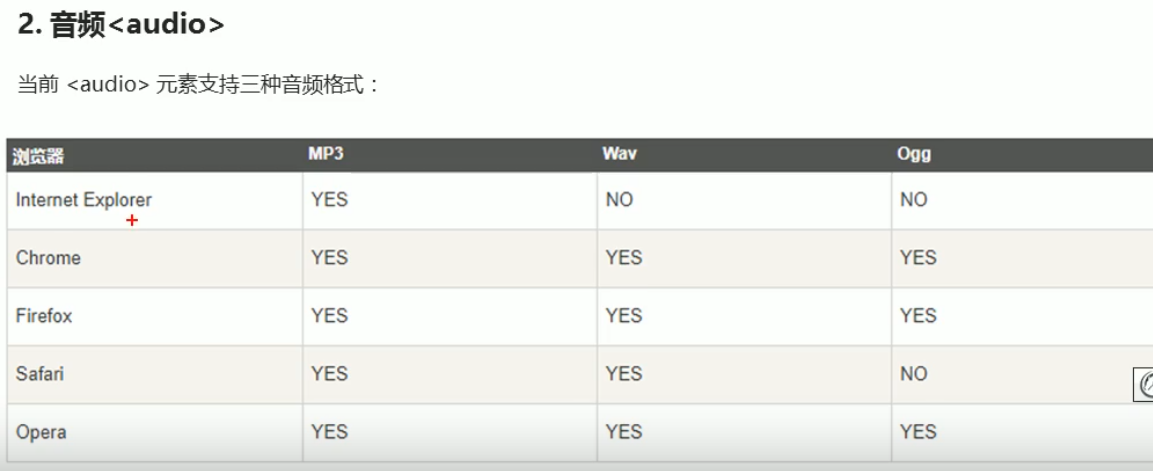 2. 音频<audio>
当前 <audio> 元素支持三种音频格式：
浏览器 MP3 Wav Ogg
Internet Explorer YES NO NO
Chrome YES YES YES
Firefox YES YES YES
Safari YES YES NO
Opera YES YES YES